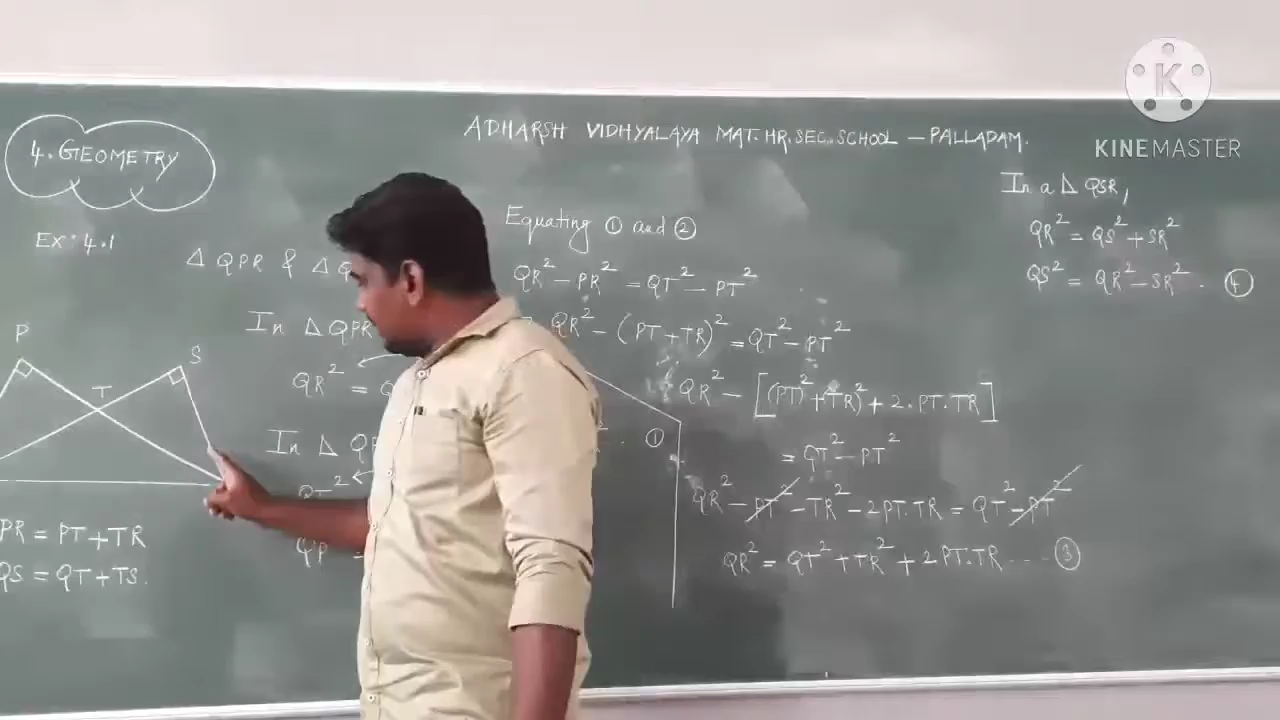 ADHARSH VIDHYALAYA MAT.HR.SEC.SCHOOL – PALLADAM.
K
KINEMASTER
4. GEOMETRY
Ex: 4.1
P
S
T
PR = PT + TR
QS = QT + TS.
Δ QPR & Δ Q
In Δ QPR
QR² =
In Δ
QP =
①
Equating ① and ②
QR² – PR² = QT² – PT²
QR² – (PT + TR)² = QT² – PT²
QR² – [(PT)² + TR)² + 2. PT. TR]
= QT² – PT²
QR² – PT² – TR² – 2PT. TR = QT² – PT²
QR² = QT² + TR² + 2 PT.TR ---- ③
In a Δ QSR,
QR² = QS² + SR²
QS² = QR² – SR² . ④